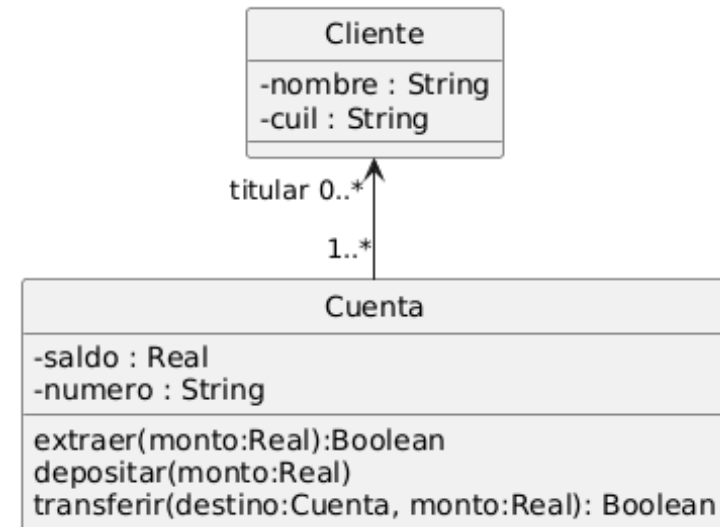 Cliente
-nombre : String
-cuil : String
titular 0..*
1..*
Cuenta
-saldo : Real
-numero : String
extraer(monto:Real):Boolean
depositar(monto:Real)
transferir(destino:Cuenta, monto:Real): Boolean